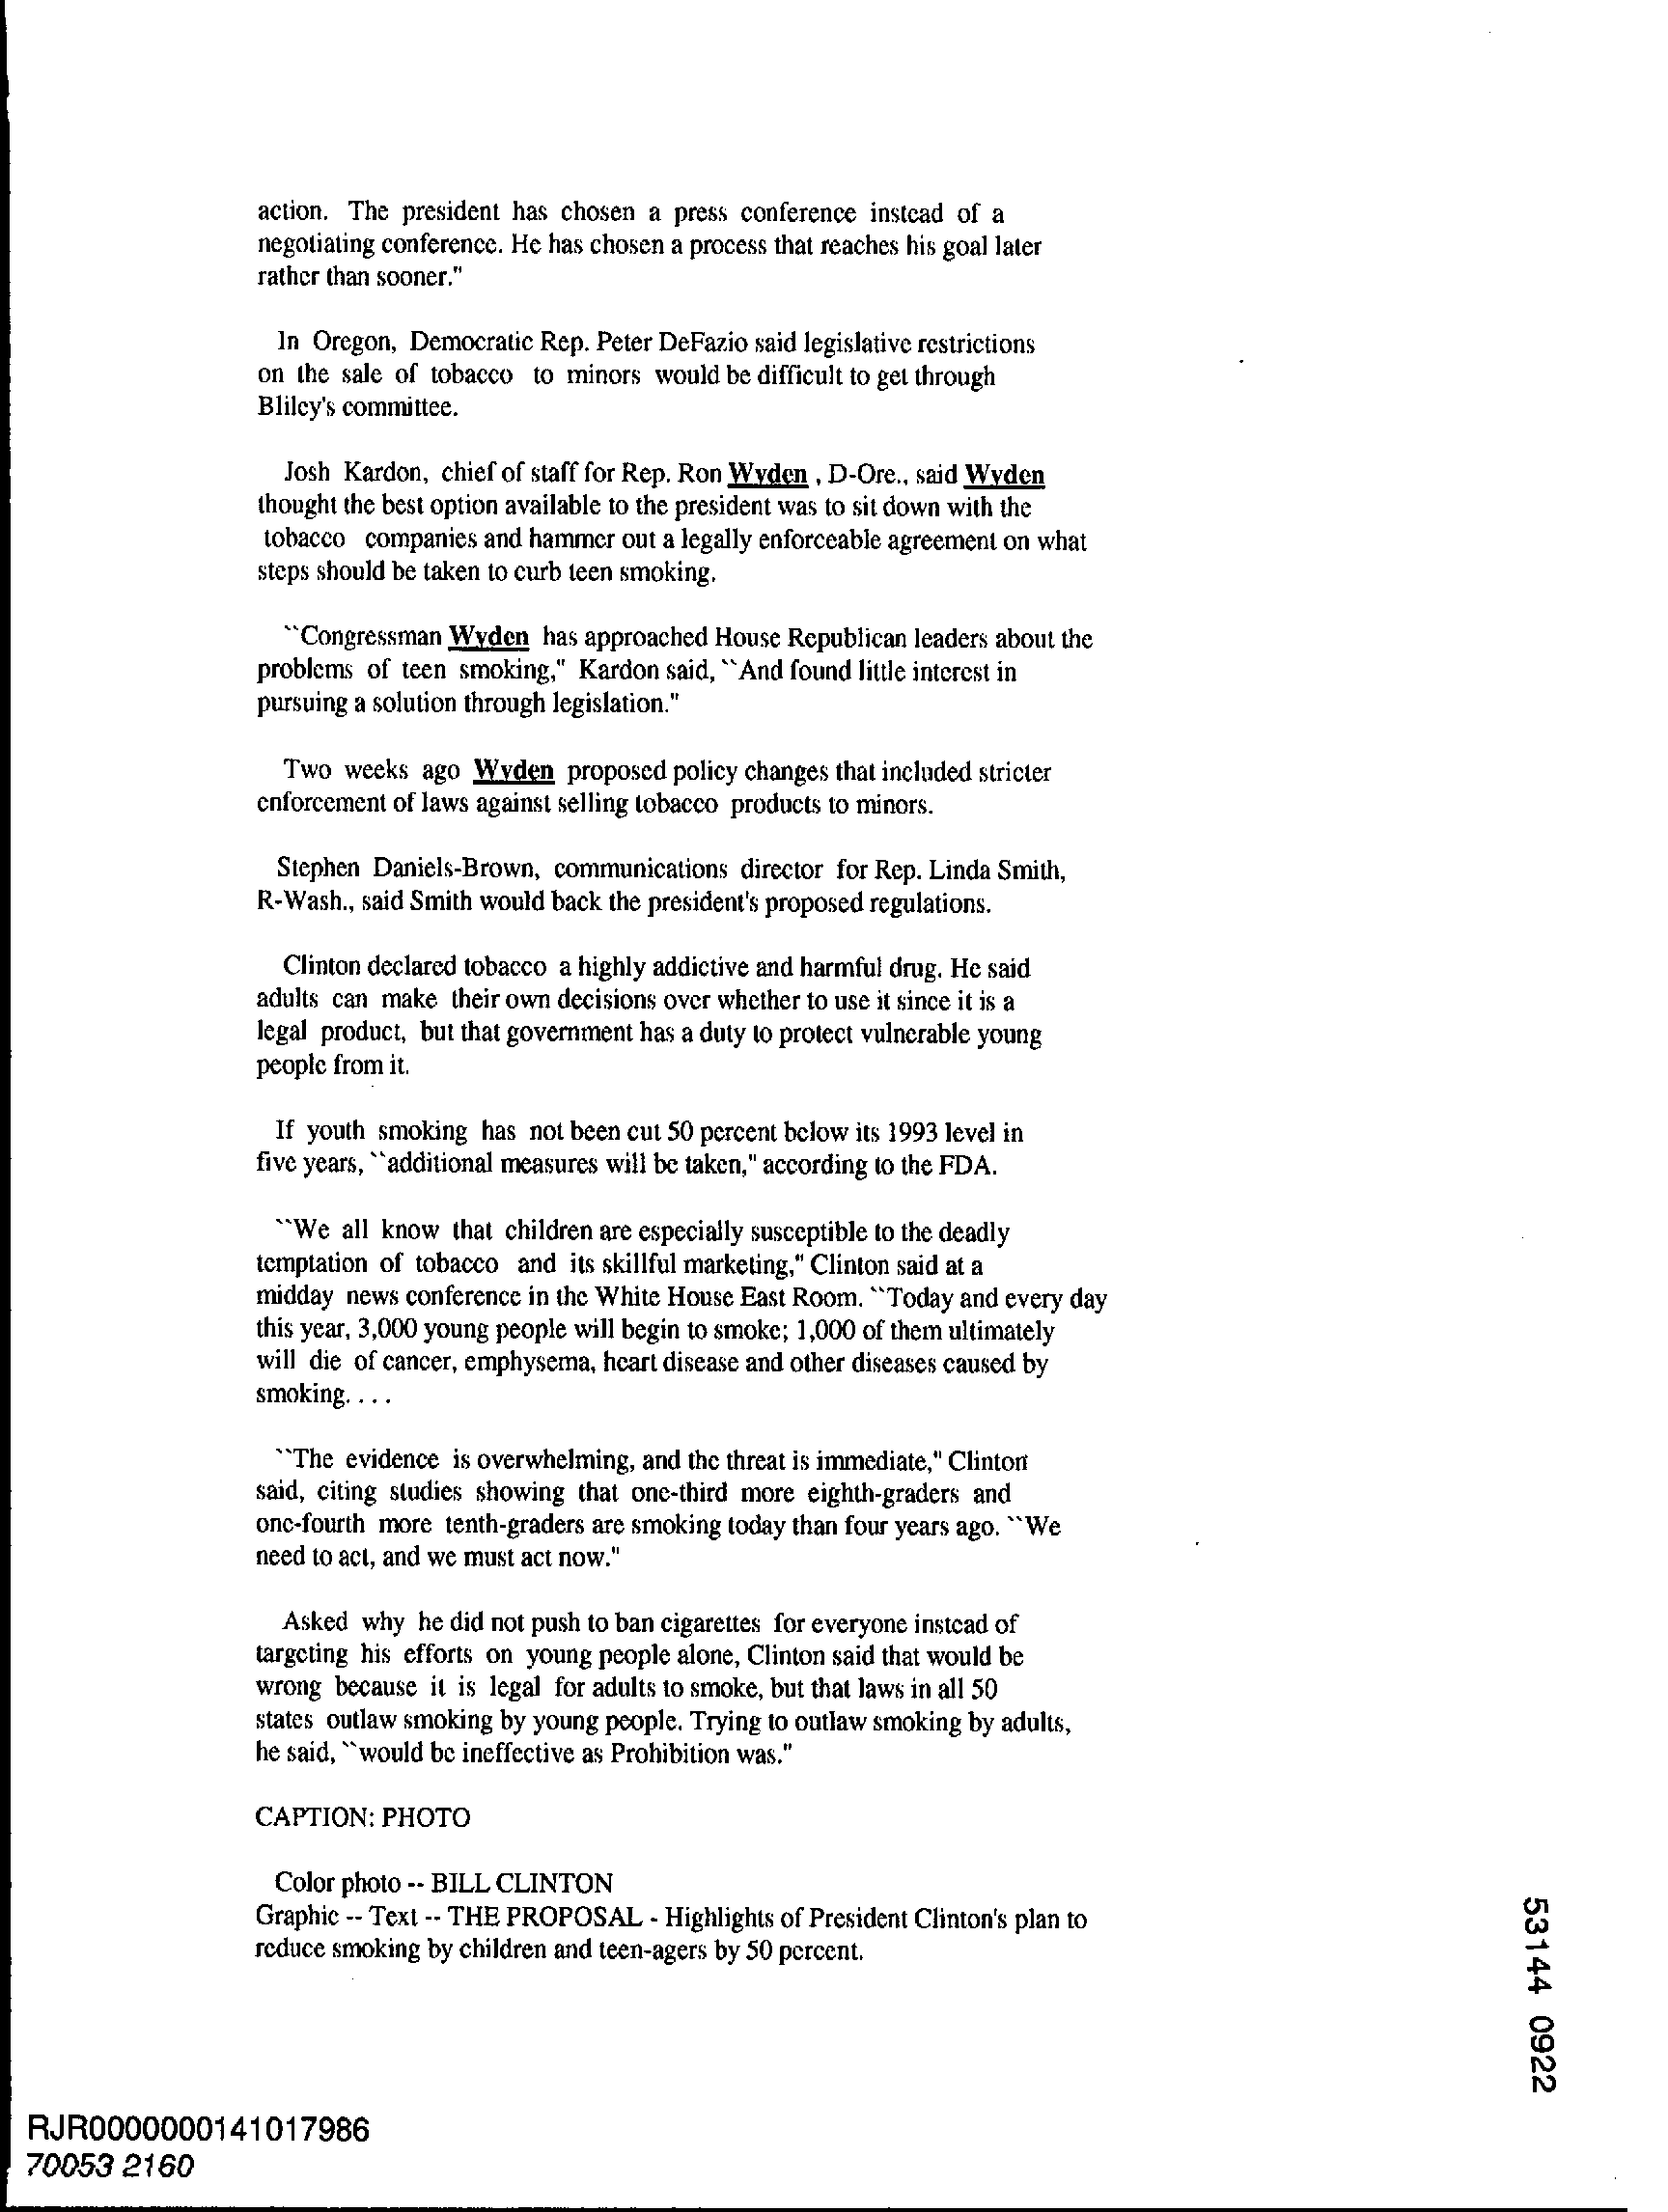 action. The president has chosen a press conference instead of a
negotiating conference. He has chosen a process that reaches his goal later
rather than sooner."
In Oregon, Democratic Rep. Peter DeFazio said legislative restrictions
on the sale of tobacco to minors would be difficult to get through
Bliley's committee.
Josh Kardon, chief of staff for Rep. Ron Wyden , D-Ore., said Wyden
thought the best option available to the president was to sit down with the
tobacco companies and hammer out a legally enforceable agreement on what
steps should be taken to curb teen smoking.
``Congressman Wyden has approached House Republican leaders about the
problems of teen smoking," Kardon said, ``And found little interest in
pursuing a solution through legislation."
Two weeks ago Wyden proposed policy changes that included stricter
enforcement of laws against selling tobacco products to minors.
Stephen Daniels-Brown, communications director for Rep. Linda Smith,
R-Wash., said Smith would back the president's proposed regulations.
Clinton declared tobacco a highly addictive and harmful drug. He said
adults can make their own decisions over whether to use it since it is a
legal product, but that government has a duty to protect vulnerable young
people from it.
If youth smoking has not been cut 50 percent below its 1993 level in
five years, ``additional measures will be taken," according to the FDA.
``We all know that children are especially susceptible to the deadly
temptation of tobacco and its skillful marketing," Clinton said at a
midday news conference in the White House East Room. ``Today and every day
this year, 3,000 young people will begin to smoke; 1,000 of them ultimately
will die of cancer, emphysema, heart disease and other diseases caused by
smoking. . . .
``The evidence is overwhelming, and the threat is immediate," Clinton
said, citing studies showing that one-third more eighth-graders and
one-fourth more tenth-graders are smoking today than four years ago. ``We
need to act, and we must act now."
Asked why he did not push to ban cigarettes for everyone instead of
targeting his efforts on young people alone, Clinton said that would be
wrong because it is legal for adults to smoke, but that laws in all 50
states outlaw smoking by young people. Trying to outlaw smoking by adults,
he said, ``would be ineffective as Prohibition was."
CAPTION: PHOTO
Color photo -- BILL CLINTON
Graphic -- Text -- THE PROPOSAL - Highlights of President Clinton's plan to
reduce smoking by children and teen-agers by 50 percent.
53144 0922
RJR0000000141017986
70053 2160